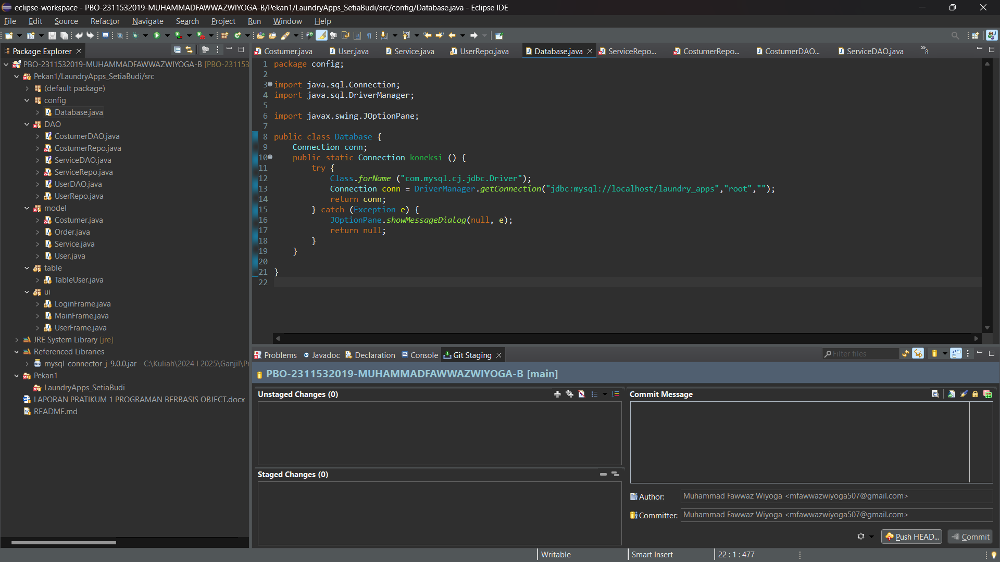 eclipse-workspace - PBO-2311532019-MUHAMMADFAWWAZWIYOGA-B/Pekan1/LaundryApps_SetiaBudi/src/config/Database.java - Eclipse IDE
File Edit Source Refactor Navigate Search Project Run Window Help
Package Explorer
PBO-2311532019-MUHAMMADFAWWAZWIYOGA-B [PBO-231153
Pekan1/LaundryApps_SetiaBudi/src
(default package)
config
Database.java
DAO
CostumerDAO.java
CostumerRepo.java
ServiceDAO.java
ServiceRepo.java
UserDAO.java
UserRepo.java
model
Costumer.java
Order.java
Service.java
User.java
table
TableUser.java
ui
LoginFrame.java
MainFrame.java
UserFrame.java
JRE System Library [jre]
Referenced Libraries
mysql-connector-j-9.0.0.jar - C:\Kuliah\2024 I 2025\Ganjil\P
Pekan1
LaundryApps_SetiaBudi
LAPORAN PRATIKUM 1 PROGRAMAN BERBASIS OBJECT.docx
README.md
Costumer.java User.java Service.java UserRepo.java Database.java ServiceRepo... CostumerRepo... CostumerDAO... ServiceDAO.java »8
1 package config;
2
3 import java.sql.Connection;
4 import java.sql.DriverManager;
5
6 import javax.swing.JOptionPane;
7
8 public class Database {
9 Connection conn;
10 public static Connection koneksi () {
11 try {
12 Class.forName ("com.mysql.cj.jdbc.Driver");
13 Connection conn = DriverManager.getConnection("jdbc:mysql://localhost/laundry_apps","root","");
14 return conn;
15 } catch (Exception e) {
16 JOptionPane.showMessageDialog(null, e);
17 return null;
18 }
19 }
20
21 }
22
Problems Javadoc Declaration Console Git Staging
Filter files
PBO-2311532019-MUHAMMADFAWWAZWIYOGA-B [main]
Unstaged Changes (0)
Staged Changes (0)
Commit Message
Author: Muhammad Fawwaz Wiyoga <mfawwazwiyoga507@gmail.com>
Committer: Muhammad Fawwaz Wiyoga <mfawwazwiyoga507@gmail.com>
Push HEAD... Commit
Writable Smart Insert 22 : 1 : 477